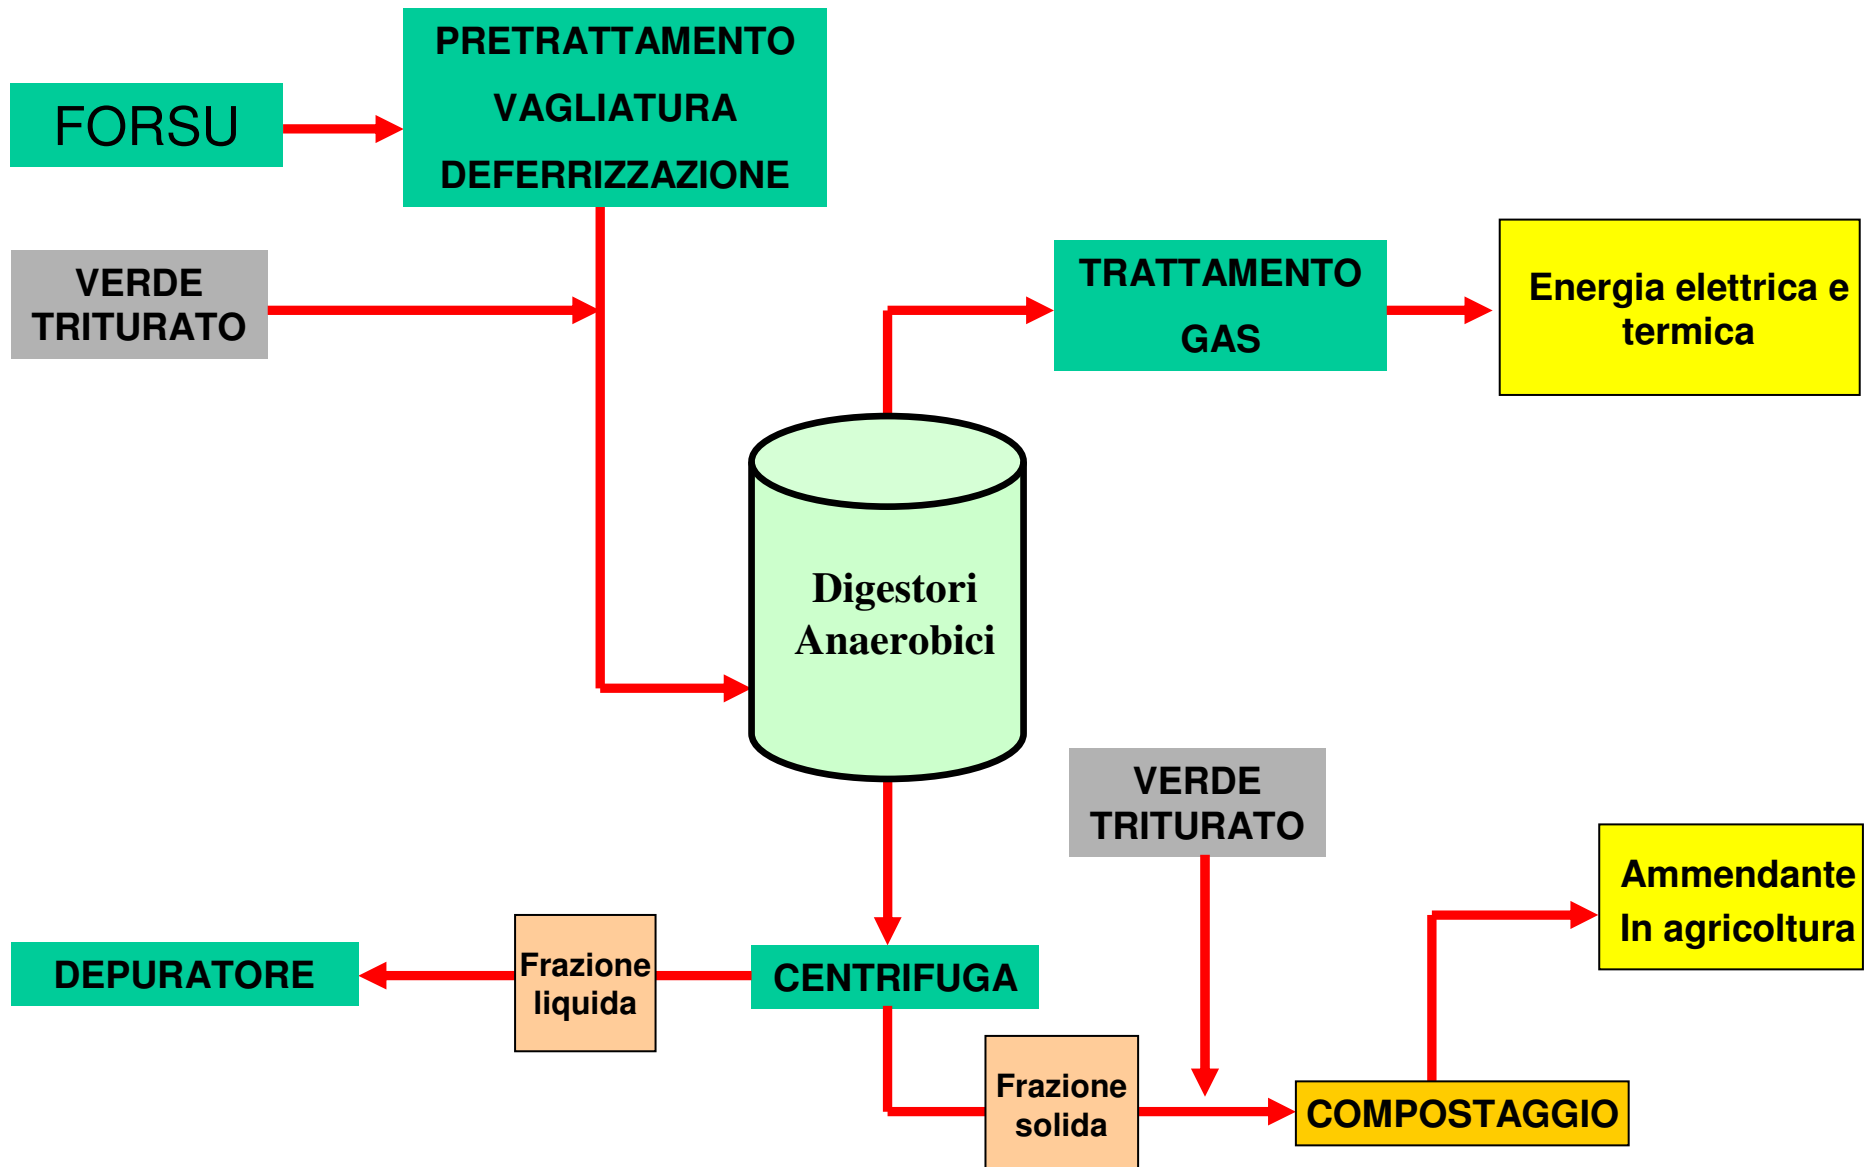 PRETRATTAMENTO
VAGLIATURA
DEFERRIZZAZIONE
FORSU
VERDE
TRITURATO
TRATTAMENTO
GAS
Energia elettrica e
termica
Digestori
Anaerobici
VERDE
TRITURATO
Ammendante
In agricoltura
DEPURATORE
Frazione
liquida
CENTRIFUGA
Frazione
solida
COMPOSTAGGIO